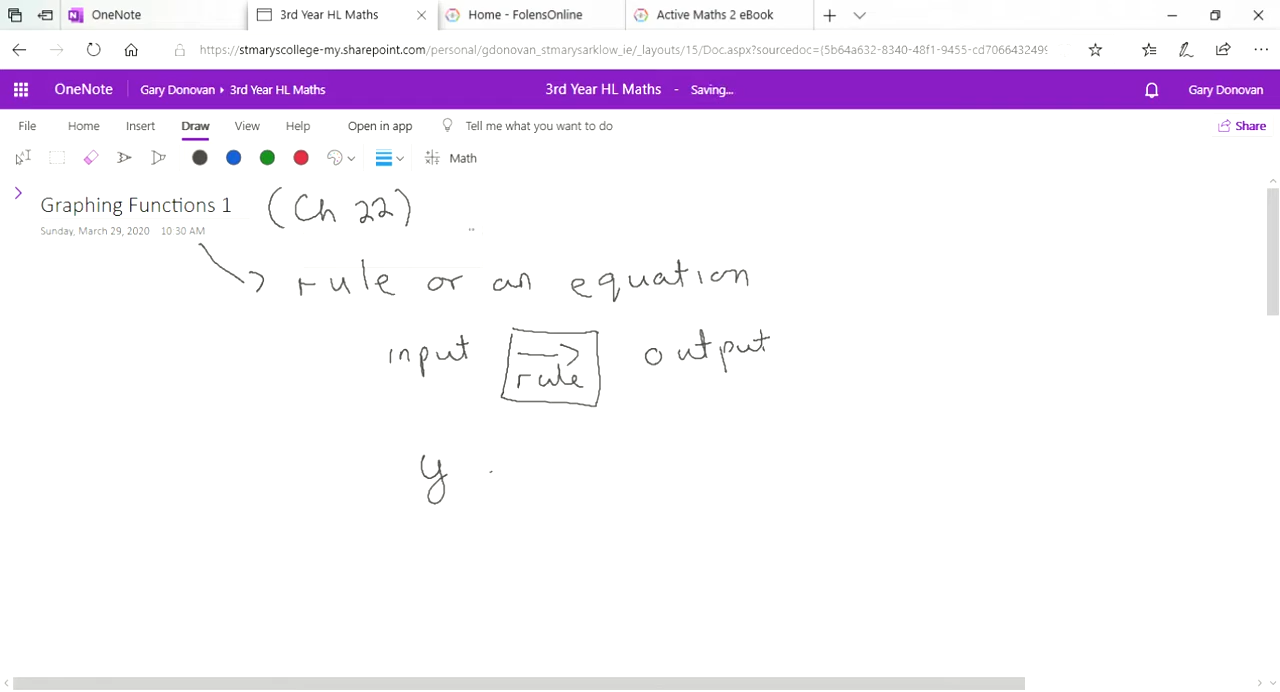 OneNote 3rd Year HL Maths Home - FolensOnline Active Maths 2 eBook
https://stmaryscollege-my.sharepoint.com/personal/gdonovan_stmarysarklow_ie/_layouts/15/Doc.aspx?sourcedoc={5b64a632-8340-48f1-9455-cd7066432499
OneNote Gary Donovan 3rd Year HL Maths 3rd Year HL Maths - Saving... Gary Donovan
File Home Insert Draw View Help Open in app Tell me what you want to do Share
Math
Graphing Functions 1 (Ch 22)
Sunday, March 29, 2020 10:30 AM
rule or an equation
input rule output
y